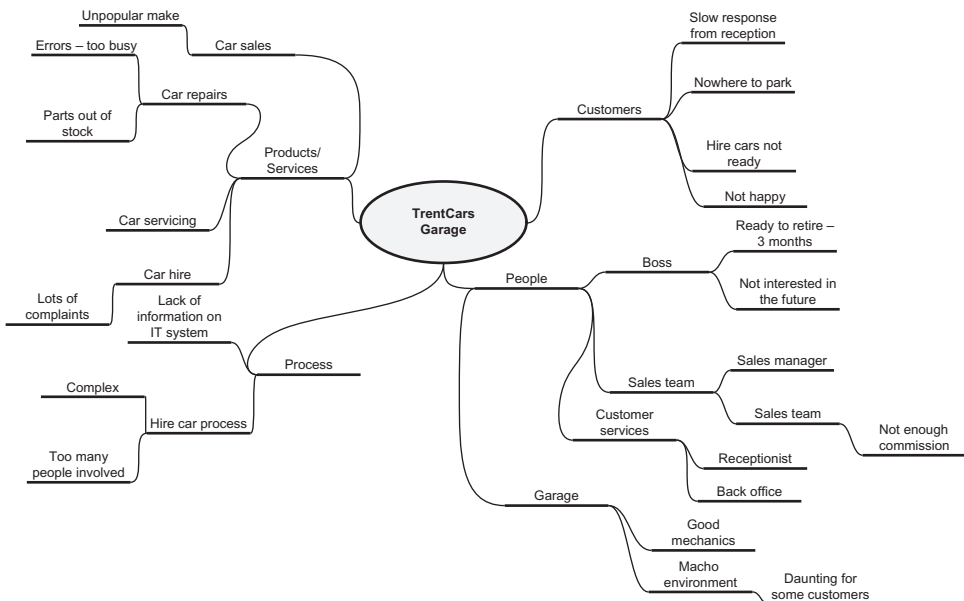 Unpopular make
Car sales
Errors – too busy
Car repairs
Parts out of
stock
Products/
Services
Car servicing
Car hire
Lots of
complaints
Lack of
information on
IT system
Process
Complex
Hire car process
Too many
people involved
TrentCars
Garage
Slow response
from reception
Nowhere to park
Customers
Hire cars not
ready
Not happy
Ready to retire –
3 months
Boss
People
Not interested in
the future
Sales manager
Sales team
Sales team
Not enough
commission
Customer
services
Receptionist
Back office
Garage
Good
mechanics
Macho
environment
Daunting for
some customers